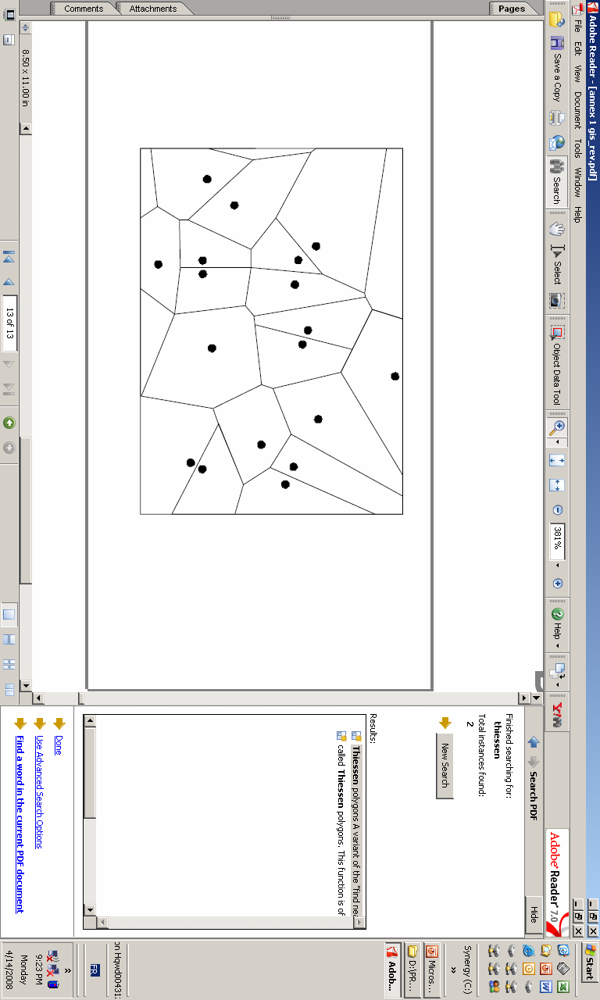 Adobe Reader - [annex 1 gis_rev.pdf]
File Edit View Document Tools Window Help
Save a Copy Search Select Object Data Tool 381% Help Y!
Pages
Attachments
Comments
Search PDF
Hide
Adobe Reader 7.0
Finished searching for:
thiessen
Total instances found:
2
New Search
Results:
Thiessen polygons A variant of the "find ne
called Thiessen polygons. This function is of
Done
Use Advanced Search Options
Find a word in the current PDF document
8.50 x 11.00 in
13 of 13
Start
Synergy (C:)
»
Micros...
D:\PR...
Adob...
on Hqwd00431:
FR
»
9:23 PM
Monday
4/14/2008